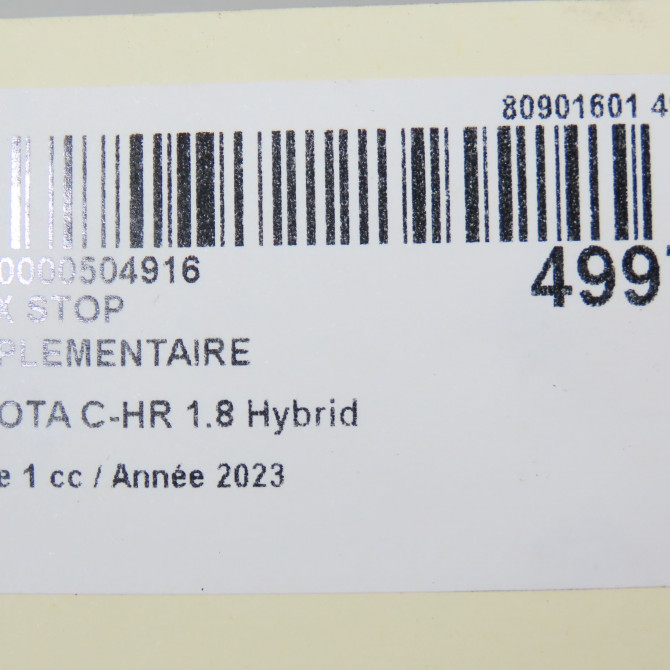 80901601 4
0000504916
499
X STOP
PLEMENTAIRE
OTA C-HR 1.8 Hybrid
e 1 cc / Année 2023